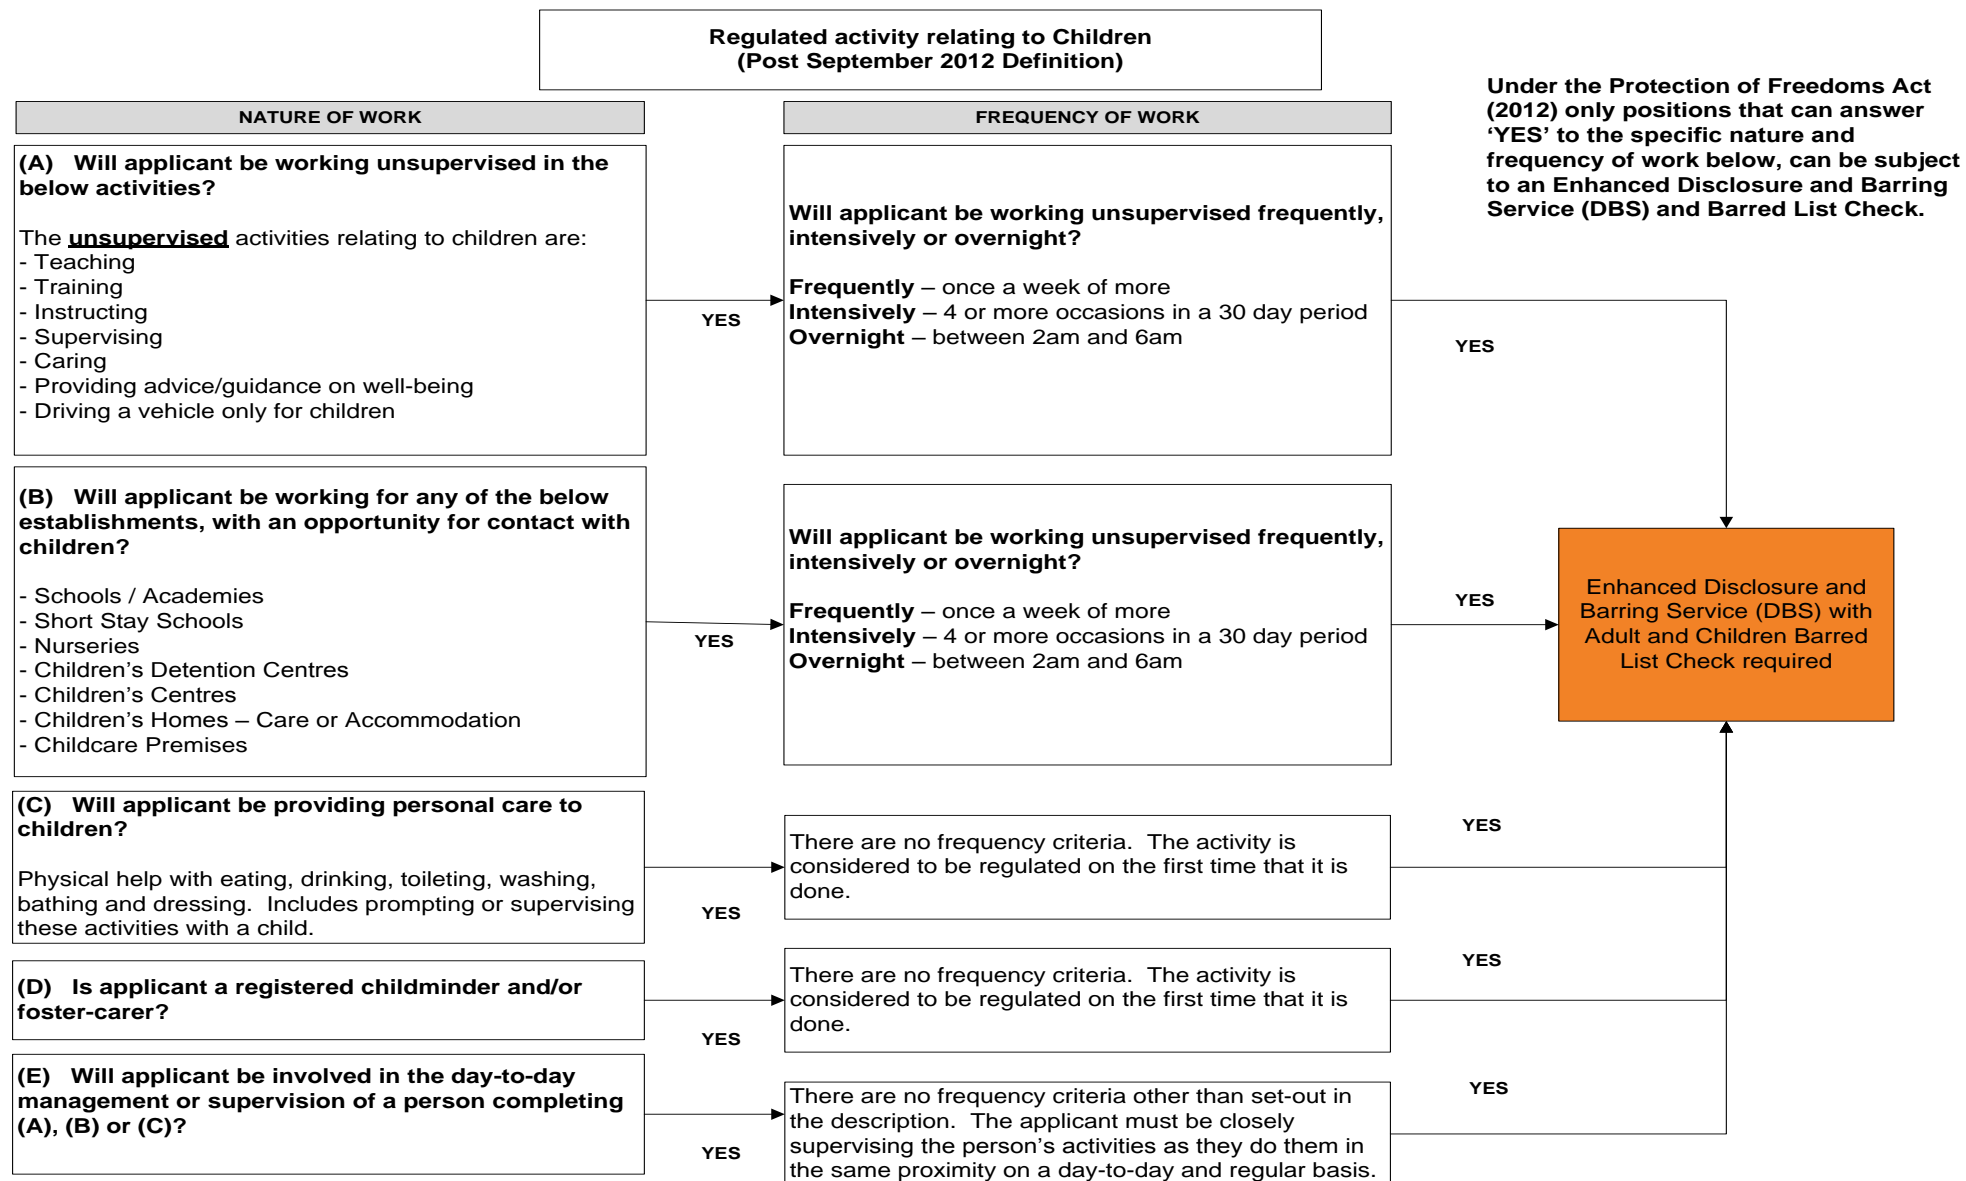 Regulated activity relating to Children
(Post September 2012 Definition)
Under the Protection of Freedoms Act
(2012) only positions that can answer
‘YES’ to the specific nature and
frequency of work below, can be subject
to an Enhanced Disclosure and Barring
Service (DBS) and Barred List Check.
NATURE OF WORK
FREQUENCY OF WORK
(A) Will applicant be working unsupervised in the
below activities?
The unsupervised activities relating to children are:
- Teaching
- Training
- Instructing
- Supervising
- Caring
- Providing advice/guidance on well-being
- Driving a vehicle only for children
YES
Will applicant be working unsupervised frequently,
intensively or overnight?
Frequently – once a week of more
Intensively – 4 or more occasions in a 30 day period
Overnight – between 2am and 6am
YES
(B) Will applicant be working for any of the below
establishments, with an opportunity for contact with
children?
- Schools / Academies
- Short Stay Schools
- Nurseries
- Children’s Detention Centres
- Children’s Centres
- Children’s Homes – Care or Accommodation
- Childcare Premises
YES
Will applicant be working unsupervised frequently,
intensively or overnight?
Frequently – once a week of more
Intensively – 4 or more occasions in a 30 day period
Overnight – between 2am and 6am
YES
Enhanced Disclosure and
Barring Service (DBS) with
Adult and Children Barred
List Check required
(C) Will applicant be providing personal care to
children?
Physical help with eating, drinking, toileting, washing,
bathing and dressing. Includes prompting or supervising
these activities with a child.
YES
There are no frequency criteria. The activity is
considered to be regulated on the first time that it is
done.
YES
(D) Is applicant a registered childminder and/or
foster-carer?
YES
There are no frequency criteria. The activity is
considered to be regulated on the first time that it is
done.
YES
(E) Will applicant be involved in the day-to-day
management or supervision of a person completing
(A), (B) or (C)?
YES
There are no frequency criteria other than set-out in
the description. The applicant must be closely
supervising the person’s activities as they do them in
the same proximity on a day-to-day and regular basis.
YES